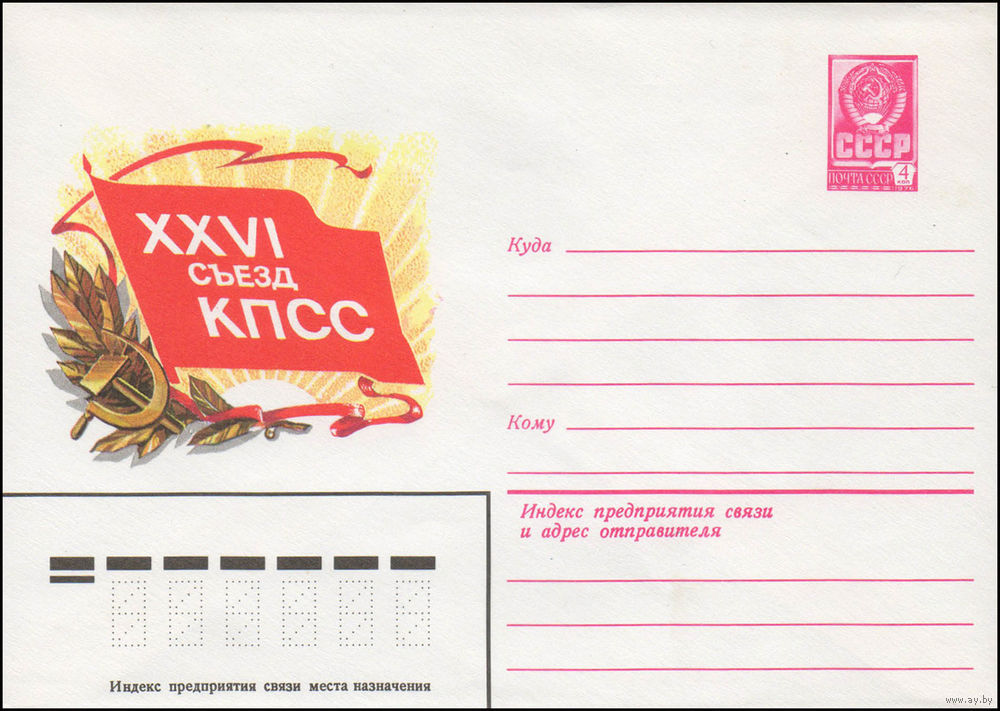 XXVI
СЪЕЗД
КПСС
СССР
ПОЧТА СССР
4
КОП
1976
Куда
Кому
Индекс предприятия связи
и адрес отправителя
Индекс предприятия связи места назначения
www.ay.by